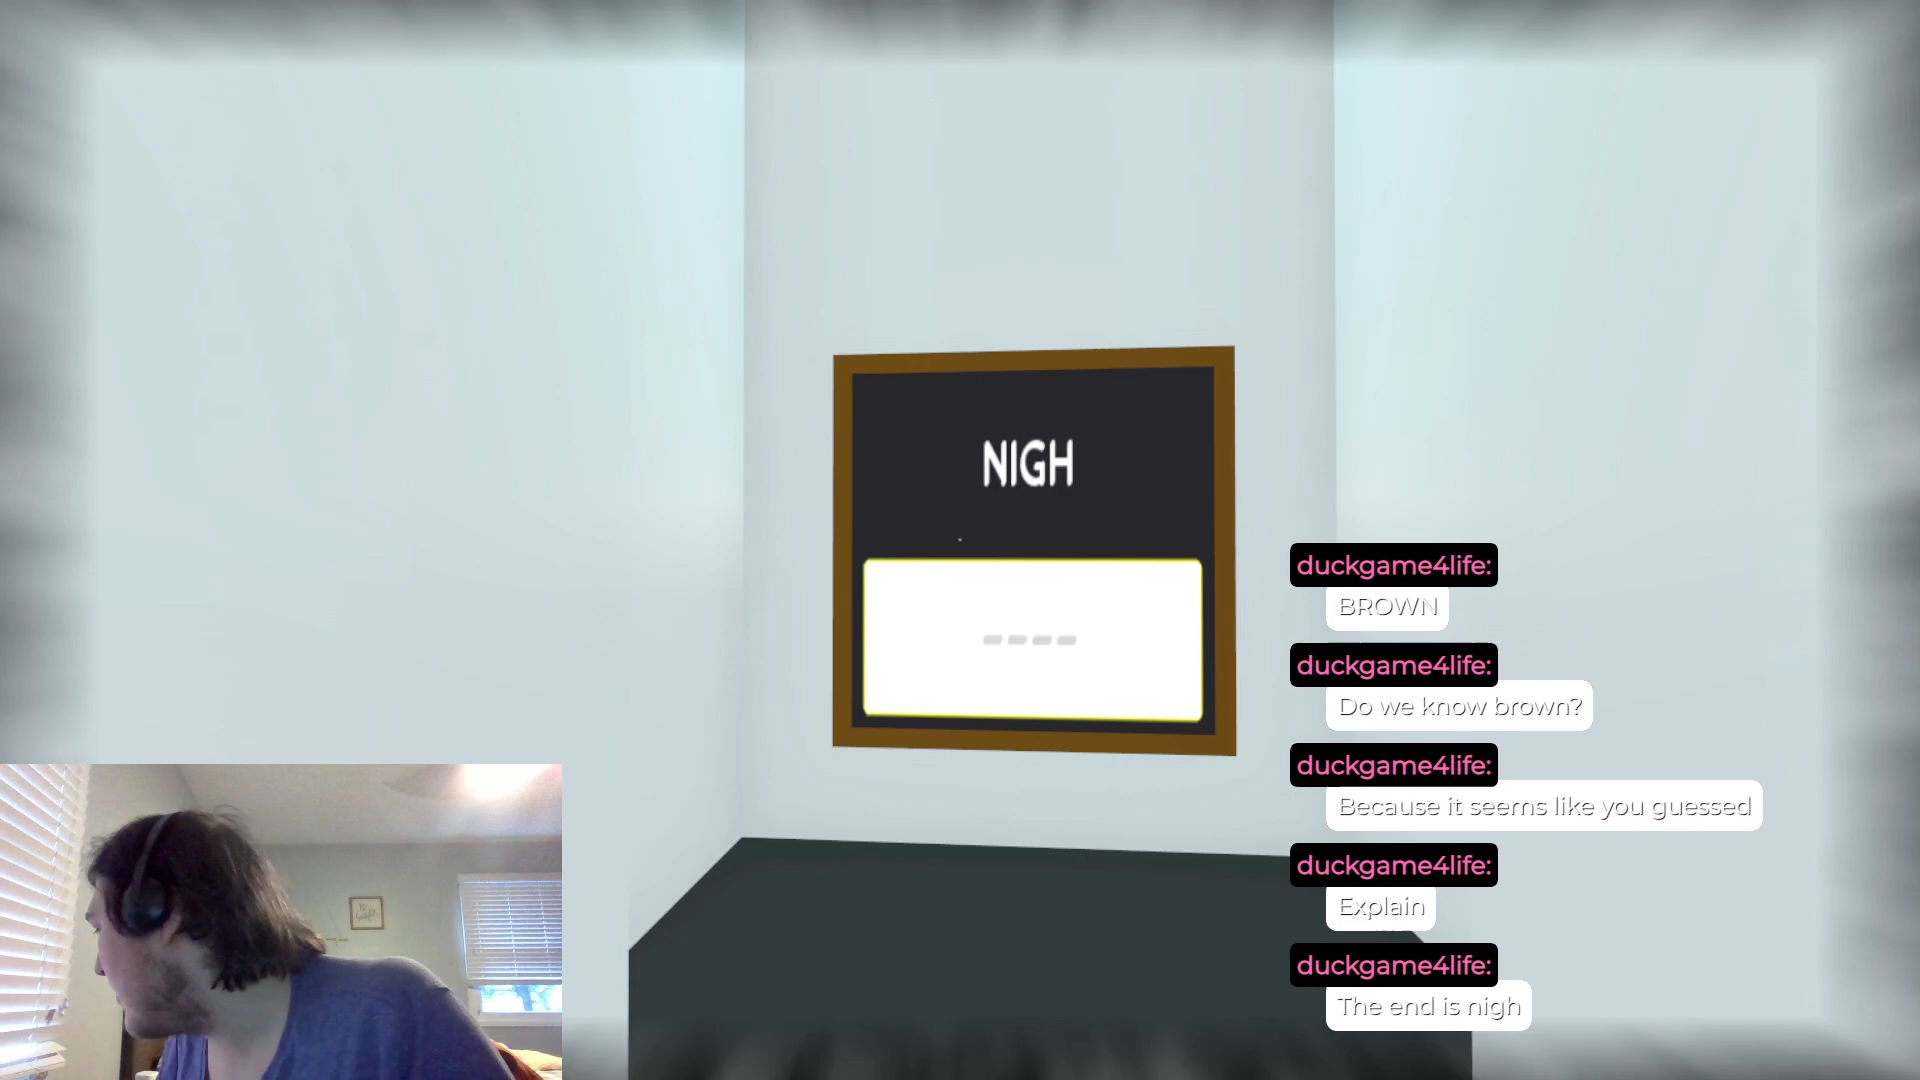 NIGH
- - - -
duckgame4life:
BROWN
duckgame4life:
Do we know brown?
duckgame4life:
Because it seems like you guessed
duckgame4life:
Explain
duckgame4life:
The end is nigh